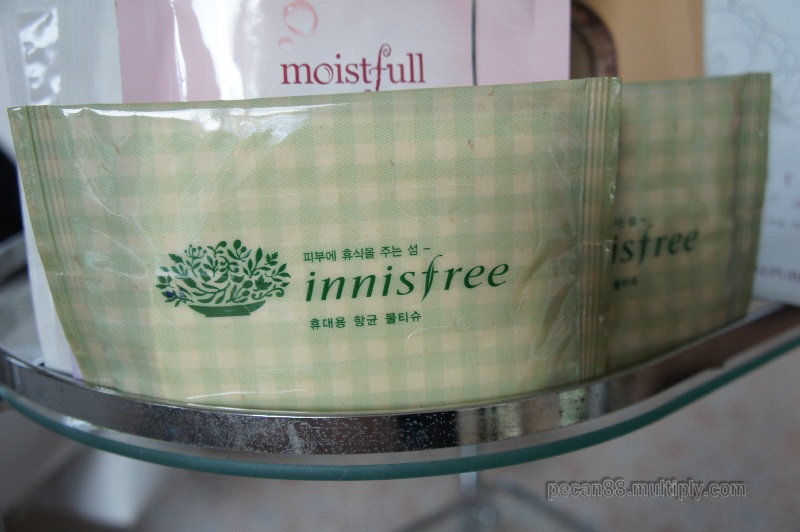 moistfull
피부에 휴식을 주는 섬 –
innisfree
휴대용 항균 물티슈
isfree
pecan88.multiply.com